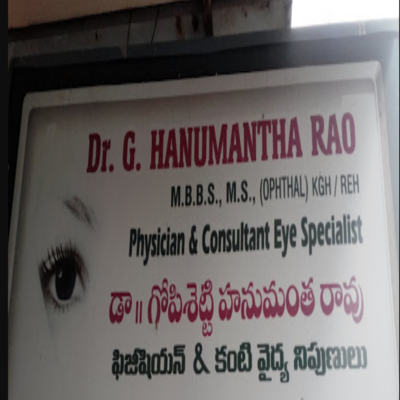 Dr. G. HANUMANTHA RAO
M.B.B.S., M.S., (OPHTHAL) KGH / REH
Physician & Consultant Eye Specialist
డా॥ గోపిశెట్టి హనుమంత రావు
ఫిజీషియన్ & కంటి వైద్య నిపుణులు